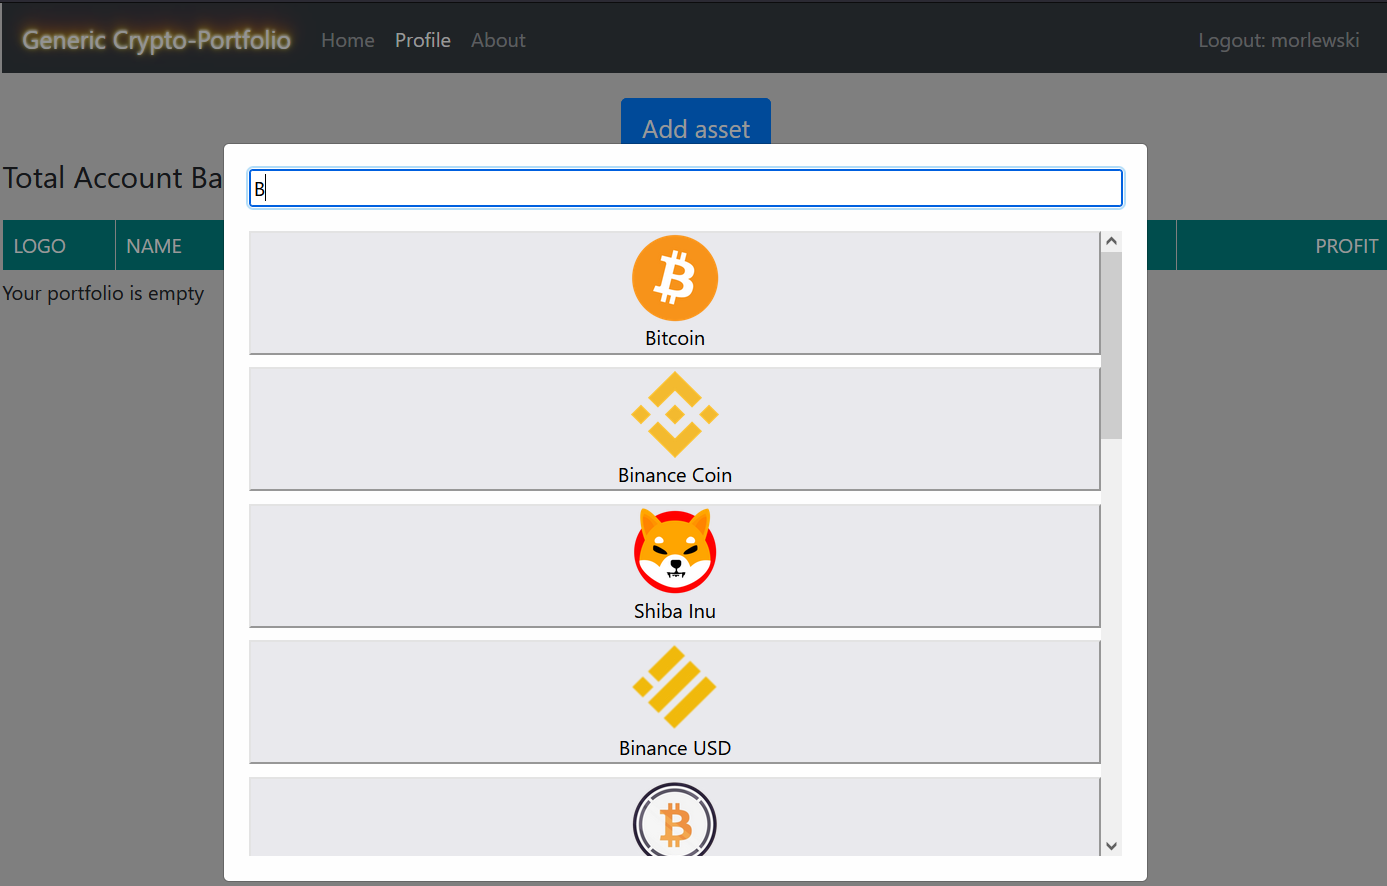 Generic Crypto-Portfolio Home Profile About Logout: morlewski
Add asset
Total Account Ba
B
LOGO NAME PROFIT
Your portfolio is empty
Bitcoin
Binance Coin
Shiba Inu
Binance USD